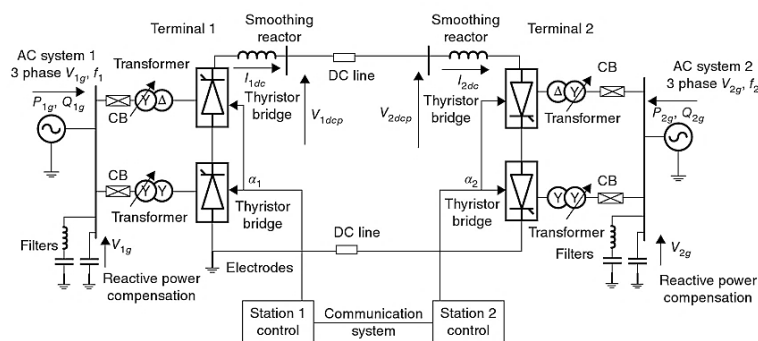 Terminal 1
Smoothing
reactor
Smoothing
reactor
Terminal 2
AC system 1
3 phase V1g, f1
P1g, Q1g
Transformer
I1dc
DC line
I2dc
CB
AC system 2
3 phase V2g, f2
P2g, Q2g
Y Δ
CB
Thyristor
bridge
V1dcp
V2dcp
Thyristor
bridge
Δ Y
Transformer
Y Y
Transformer
α1
Thyristor
bridge
α2
Thyristor
bridge
CB
Y Y
Transformer
CB
Filters
V1g
Reactive power
compensation
Electrodes
DC line
Filters
V2g
Reactive power
compensation
Station 1
control
Communication
system
Station 2
control